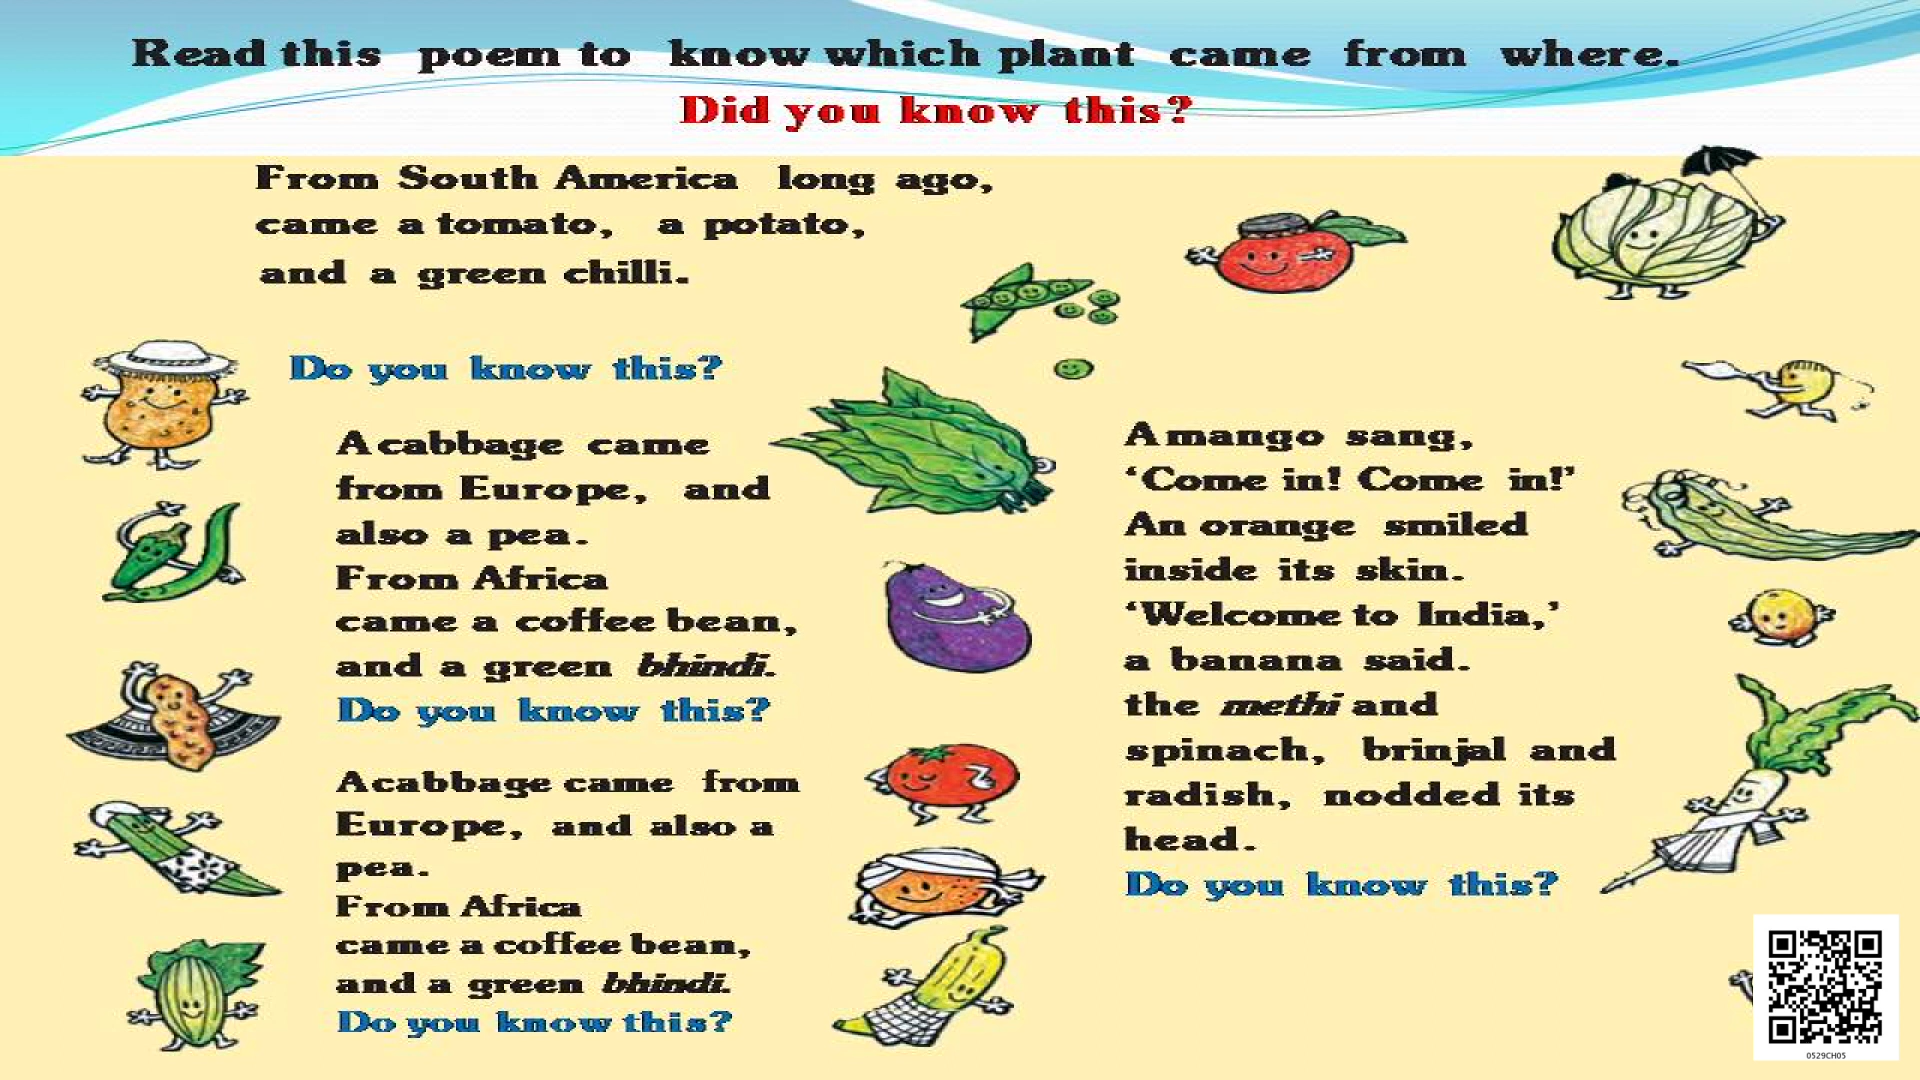 Read this poem to know which plant came from where.
Did you know this?
From South America long ago,
came a tomato, a potato,
and a green chilli.
Do you know this?
A cabbage came
from Europe, and
also a pea.
From Africa
came a coffee bean,
and a green bhindi.
Do you know this?
A cabbage came from
Europe, and also a
pea.
From Africa
came a coffee bean,
and a green bhindi.
Do you know this?
A mango sang,
‘Come in! Come in!’
An orange smiled
inside its skin.
‘Welcome to India,’
a banana said.
the methi and
spinach, brinjal and
radish, nodded its
head.
Do you know this?
0529CH05